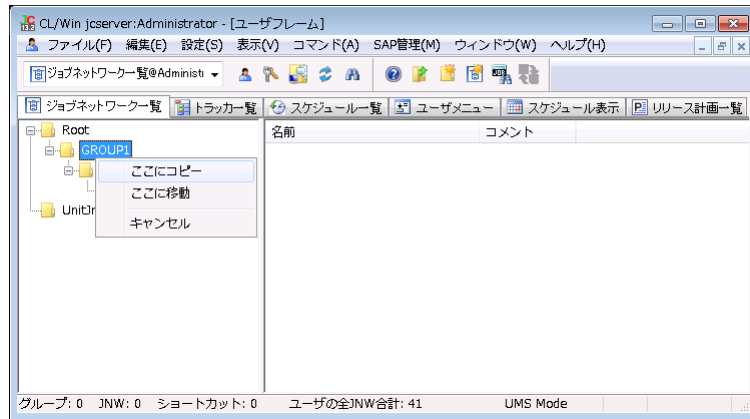 CL/Win jcserver:Administrator - [ユーザフレーム]
ファイル(F) 編集(E) 設定(S) 表示(V) コマンド(A) SAP管理(M) ウィンドウ(W) ヘルプ(H)
ジョブネットワーク一覧@Administ
ジョブネットワーク一覧 トラッカ一覧 スケジュール一覧 ユーザメニュー スケジュール表示 リリース計画一覧
Root 名前 コメント
GROUP1
ここにコピー
ここに移動
UnitJr
キャンセル
グループ: 0 JNW: 0 ショートカット: 0 ユーザの全JNW合計: 41 UMS Mode